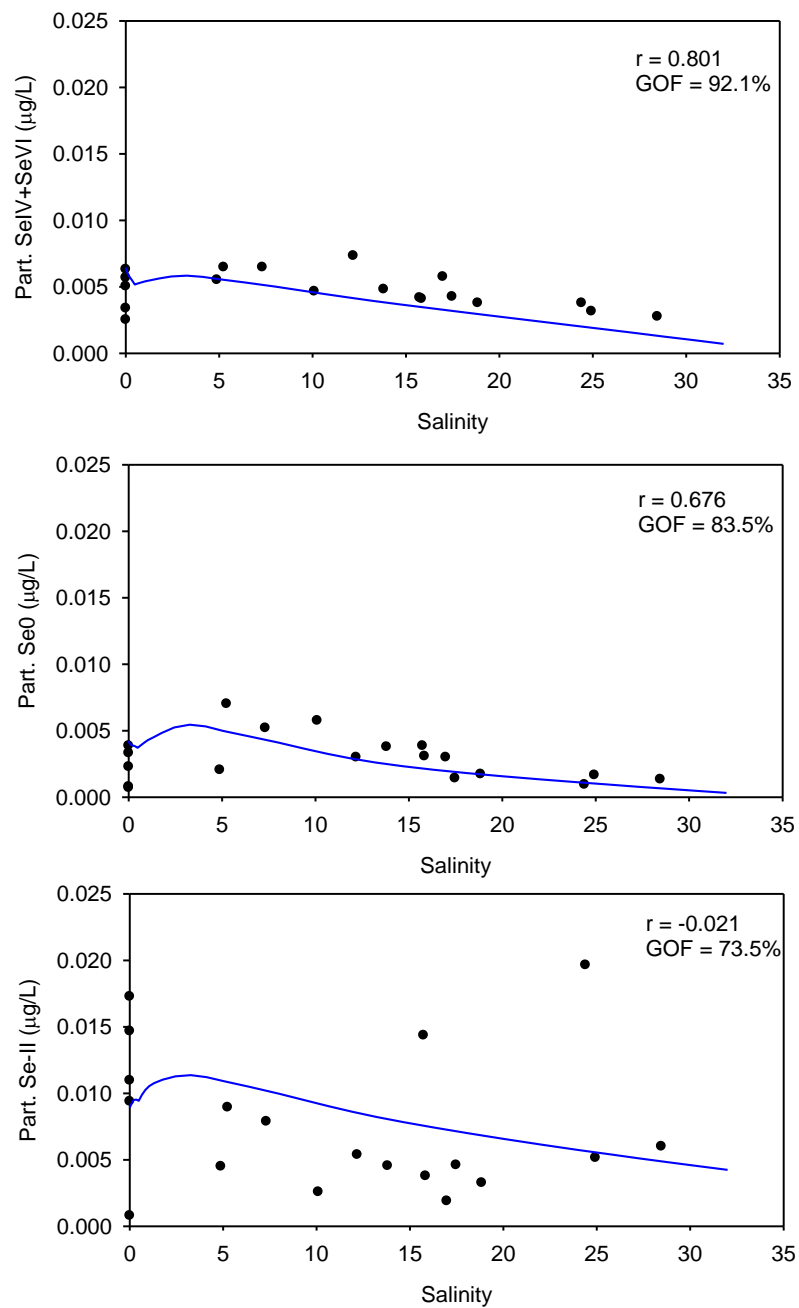 r = 0.801
GOF = 92.1%
Part. SeIV+SeVI (µg/L)
0.025
0.020
0.015
0.010
0.005
0.000
0 5 10 15 20 25 30 35
Salinity
r = 0.676
GOF = 83.5%
Part. Se0 (µg/L)
0.025
0.020
0.015
0.010
0.005
0.000
0 5 10 15 20 25 30 35
Salinity
r = -0.021
GOF = 73.5%
Part. Se-II (µg/L)
0.025
0.020
0.015
0.010
0.005
0.000
0 5 10 15 20 25 30 35
Salinity